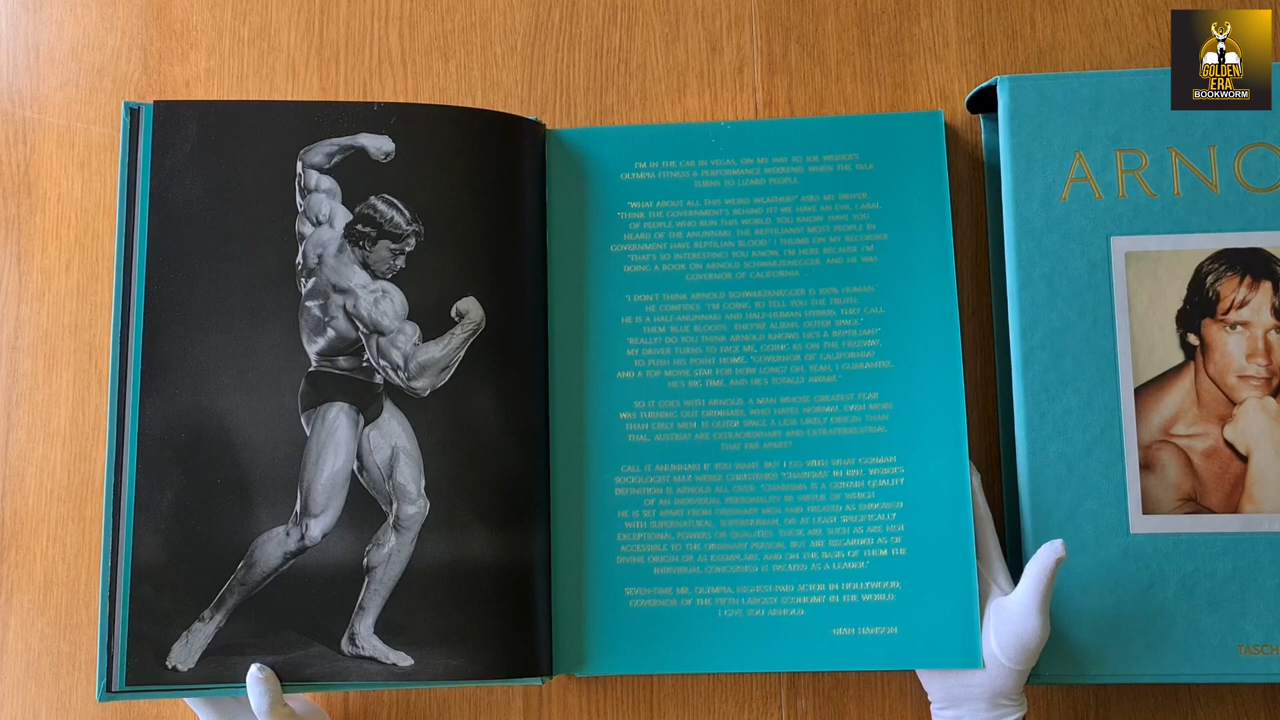 I'M IN THE CAR IN VEGAS, ON MY WAY TO JOE WEIDER'S
OLYMPIA FITNESS & PERFORMANCE WEEKEND, WHEN THE TALK
TURNS TO LIZARD PEOPLE.
"WHAT ABOUT ALL THIS WEIRD WEATHER?" ASKS MY DRIVER.
"THINK THE GOVERNMENT'S BEHIND IT? WE HAVE AN EVIL CABAL
OF PEOPLE WHO RUN THIS WORLD, YOU KNOW. HAVE YOU
HEARD OF THE ANUNNAKI, THE REPTILIANS? MOST PEOPLE IN
GOVERNMENT HAVE REPTILIAN BLOOD." I THUMB ON MY RECORDER.
"THAT'S SO INTERESTING! YOU KNOW, I'M HERE BECAUSE I'M
DOING A BOOK ON ARNOLD SCHWARZENEGGER, AND HE WAS
GOVERNOR OF CALIFORNIA ..."
"I DON'T THINK ARNOLD SCHWARZENEGGER IS 100% HUMAN,"
HE CONFIDES. "I'M GOING TO TELL YOU THE TRUTH:
HE IS A HALF-ANUNNAKI AND HALF-HUMAN HYBRID. THEY CALL
THEM 'BLUE BLOODS.' THEY'RE ALIENS, OUTER SPACE."
"REALLY? DO YOU THINK ARNOLD KNOWS HE'S A REPTILIAN?"
MY DRIVER TURNS TO FACE ME, GOING 65 ON THE FREEWAY,
TO PUSH HIS POINT HOME. "GOVERNOR OF CALIFORNIA?
AND A TOP MOVIE STAR FOR HOW LONG? OH, YEAH, I GUARANTEE.
HE'S BIG TIME, AND HE'S TOTALLY AWARE."
SO IT GOES WITH ARNOLD, A MAN WHOSE GREATEST FEAR
WAS TURNING OUT ORDINARY, WHO HATES NORMAL EVEN MORE
THAN GIRLY MEN. IS OUTER SPACE A LESS LIKELY ORIGIN THAN
THAL, AUSTRIA? ARE EXTRAORDINARY AND EXTRATERRESTRIAL
THAT FAR APART?
CALL IT ANUNNAKI IF YOU WANT, BUT I GO WITH WHAT GERMAN
SOCIOLOGIST MAX WEBER CHRISTENED "CHARISMA" IN 1922. WEBER'S
DEFINITION IS ARNOLD ALL OVER: "CHARISMA IS A CERTAIN QUALITY
OF AN INDIVIDUAL PERSONALITY BY VIRTUE OF WHICH
HE IS SET APART FROM ORDINARY MEN AND TREATED AS ENDOWED
WITH SUPERNATURAL, SUPERHUMAN, OR AT LEAST SPECIFICALLY
EXCEPTIONAL POWERS OR QUALITIES. THESE ARE SUCH AS ARE NOT
ACCESSIBLE TO THE ORDINARY PERSON, BUT ARE REGARDED AS OF
DIVINE ORIGIN OR AS EXEMPLARY, AND ON THE BASIS OF THEM THE
INDIVIDUAL CONCERNED IS TREATED AS A LEADER."
SEVEN-TIME MR. OLYMPIA, HIGHEST-PAID ACTOR IN HOLLYWOOD,
GOVERNOR OF THE FIFTH-LARGEST ECONOMY IN THE WORLD:
I GIVE YOU ARNOLD.
–DIAN HANSON
ARNO
TASCH
GOLDEN
ERA
BOOKWORM